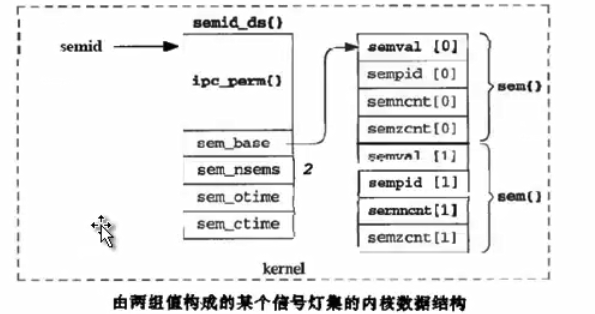 semid_ds{}
semid
ipc_perm{}
sem_base
sem_nsems
2
sem_otime
sem_ctime
semval [0]
sempid [0]
semncnt[0]
semzcnt[0]
sem{}
semval [1]
sempid [1]
semncnt[1]
semzcnt[1]
sem{}
kernel
由两组值构成的某个信号灯集的内核数据结构